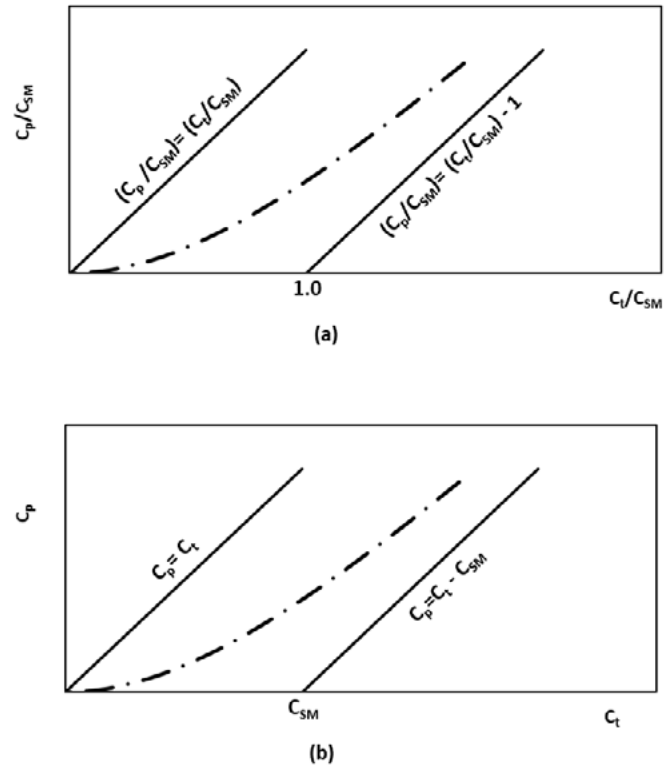 Cp/CSM
(Cp/CSM)= (Ct/CSM)
(Cp/CSM)= (Ct/CSM) - 1
1.0
Ct/CSM
(a)
CP
Cp= Ct
Cp=Ct - CSM
CSM
Ct
(b)